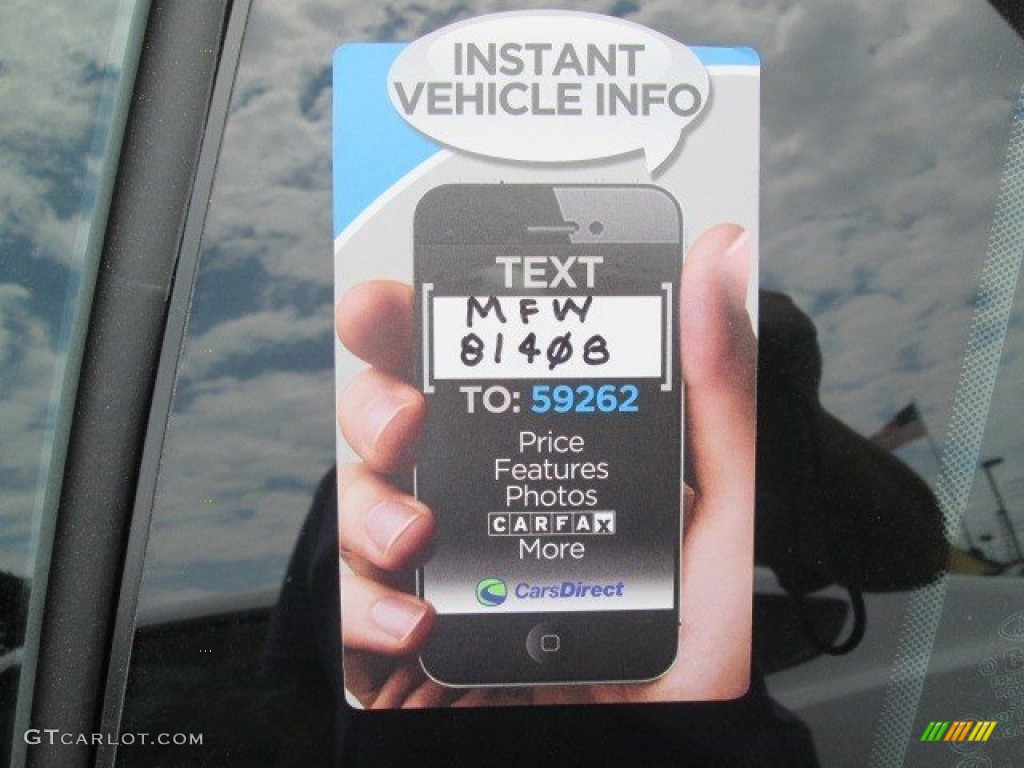 INSTANT
VEHICLE INFO
TEXT
MFW
81408
TO: 59262
Price
Features
Photos
CARFAX
More
CarsDirect
GTCARLOT.COM